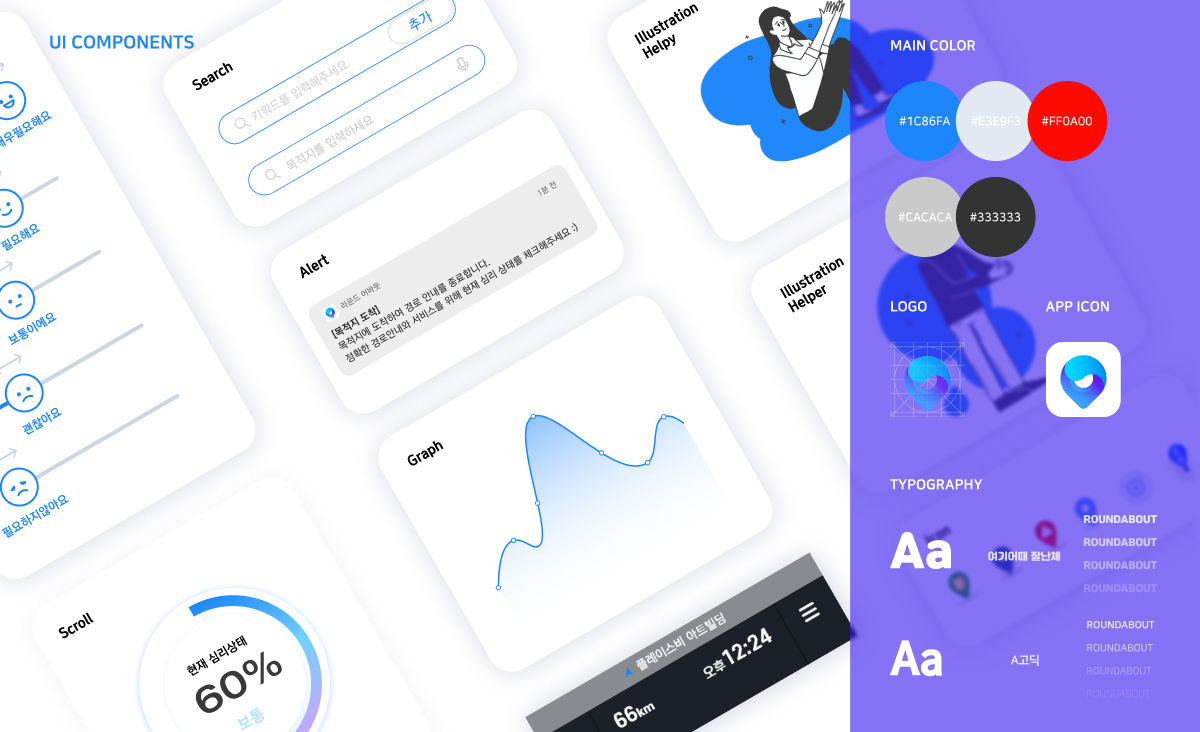 UI COMPONENTS
매우필요해요
필요해요
보통이에요
괜찮아요
필요하지않아요
Search
추가
키워드를 입력해주세요
목적지를 입력하세요
Alert
1분 전
라운드 어바웃
[목적지 도착]
목적지에 도착하여 경로 안내를 종료합니다.
정확한 경로안내와 서비스를 위해 현재 심리 상태를 체크해주세요 :)
Graph
Scroll
현재 심리상태
60%
보통
플레이스비 아트빌딩
오후12:24
66km
Illustration
Helpy
Illustration
Helper
MAIN COLOR
#1C86FA
#E3E9F3
#FF0A00
#CACACA
#333333
LOGO
APP ICON
TYPOGRAPHY
Aa
여기어때 잘난체
ROUNDABOUT
ROUNDABOUT
ROUNDABOUT
ROUNDABOUT
Aa
A고딕
ROUNDABOUT
ROUNDABOUT
ROUNDABOUT
ROUNDABOUT